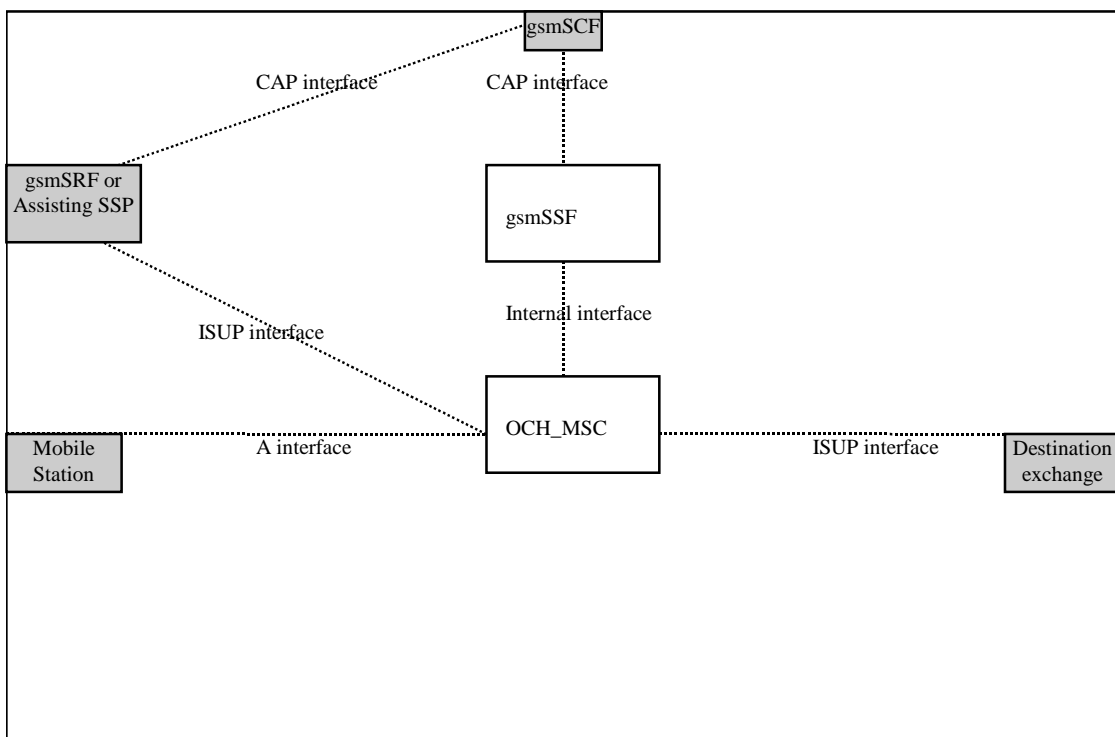 gsmSCF
CAP interface
CAP interface
gsmSRF or
Assisting SSP
gsmSSF
Internal interface
ISUP interface
OCH_MSC
Mobile
Station
A interface
ISUP interface
Destination
exchange